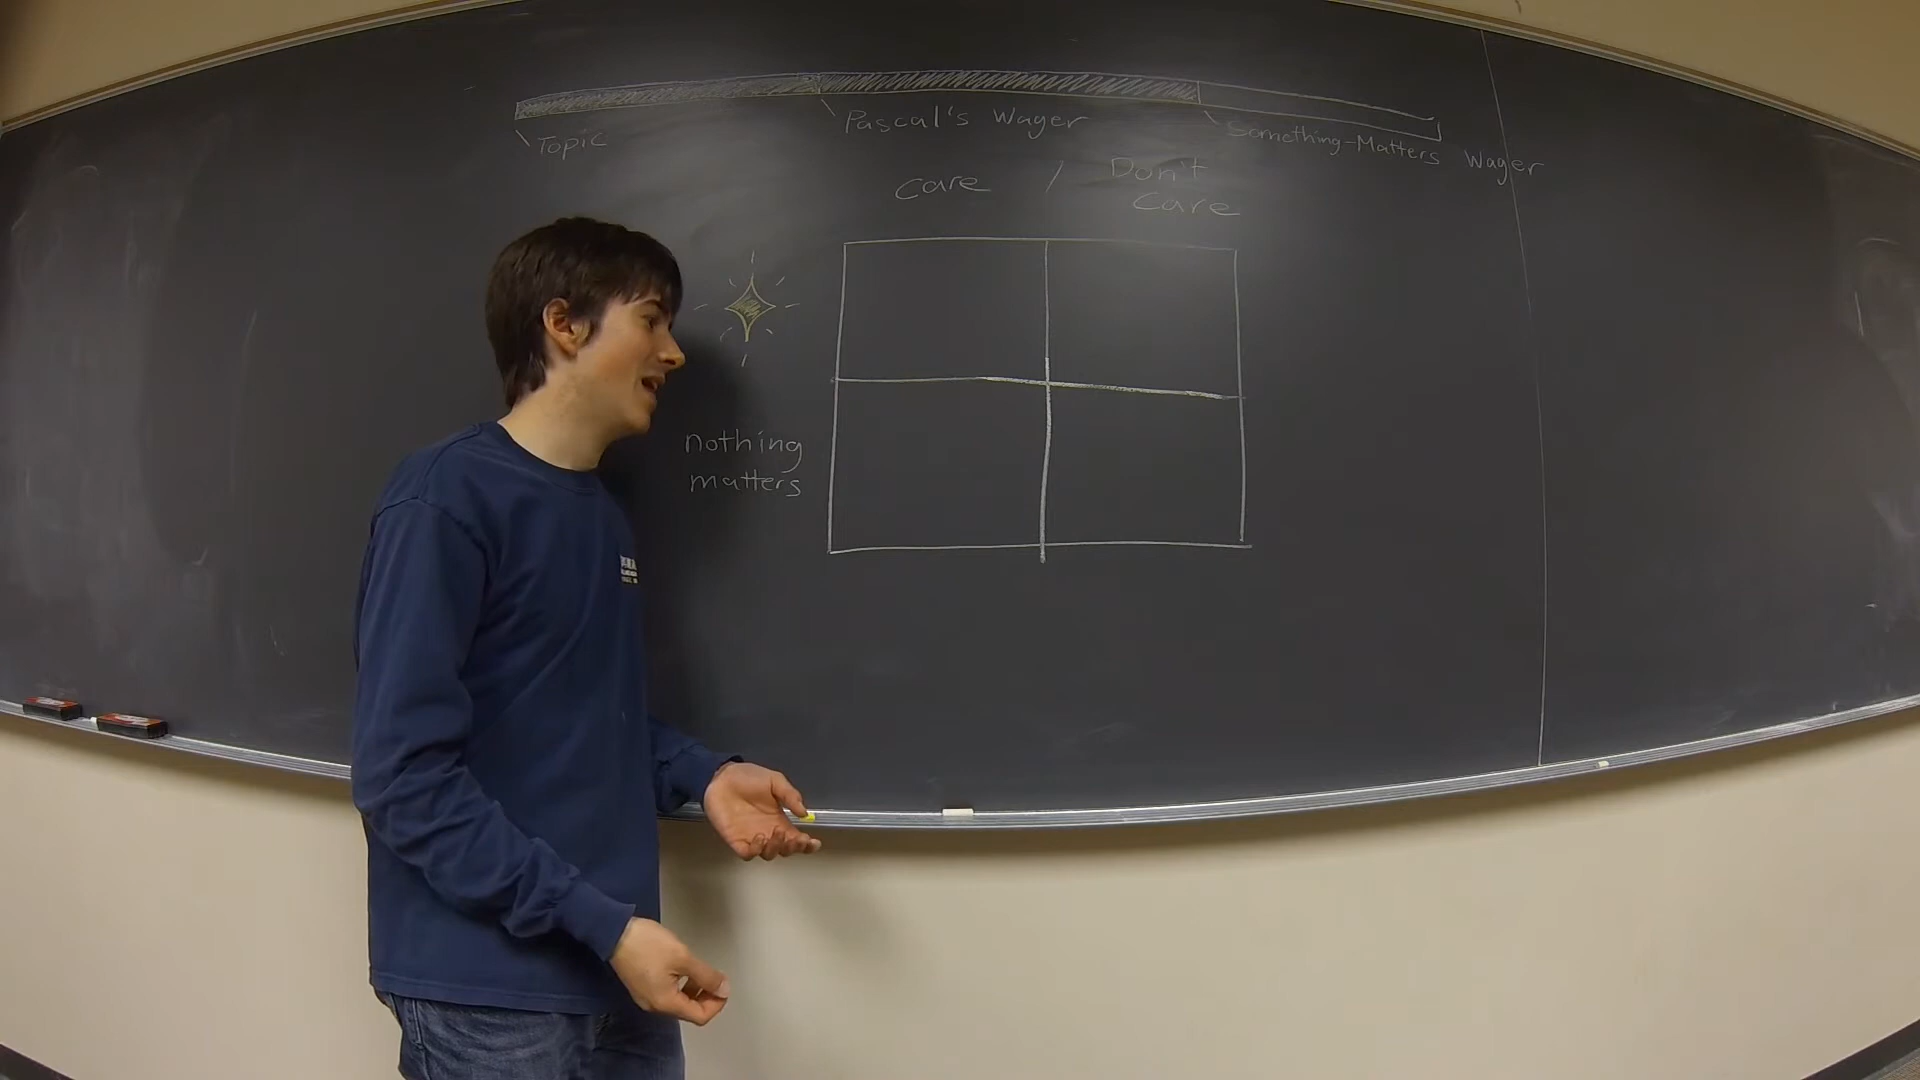 Topic
Pascal's Wager
Something-Matters Wager
Care / Don't
Care
nothing
matters